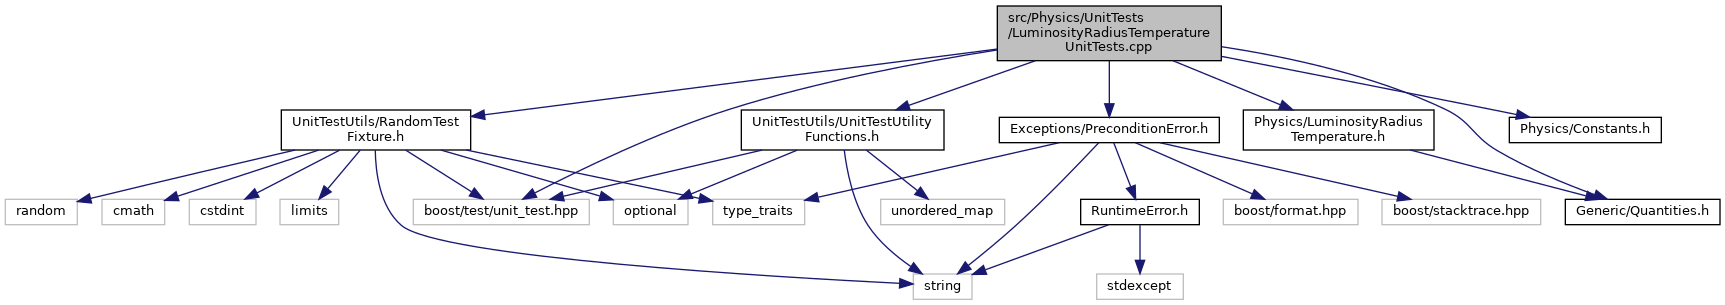 src/Physics/UnitTests
/LuminosityRadiusTemperature
UnitTests.cpp
UnitTestUtils/RandomTest
Fixture.h
UnitTestUtils/UnitTestUtility
Functions.h
Exceptions/PreconditionError.h
Physics/LuminosityRadius
Temperature.h
Physics/Constants.h
random
cmath
cstdint
limits
boost/test/unit_test.hpp
optional
type_traits
unordered_map
RuntimeError.h
boost/format.hpp
boost/stacktrace.hpp
Generic/Quantities.h
string
stdexcept